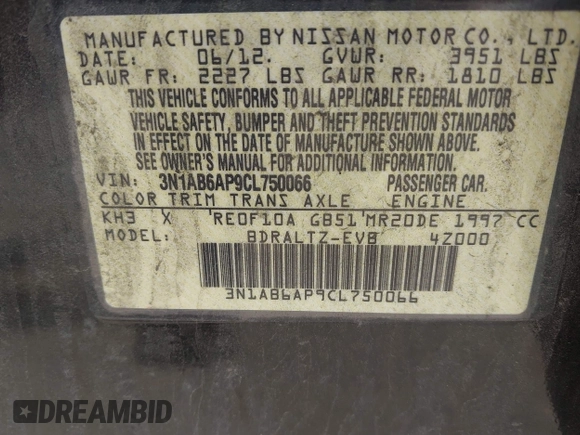 MANUFACTURED BY NISSAN MOTOR CO., LTD.
DATE: 06/12. GVWR: 3951 LBS
GAWR FR: 2227 LBS GAWR RR: 1810 LBS
THIS VEHICLE CONFORMS TO ALL APPLICABLE FEDERAL MOTOR
VEHICLE SAFETY, BUMPER AND THEFT PREVENTION STANDARDS
IN EFFECT ON THE DATE OF MANUFACTURE SHOWN ABOVE.
SEE OWNER'S MANUAL FOR ADDITIONAL INFORMATION.
VIN: 3N1AB6AP9CL750066 PASSENGER CAR.
COLOR TRIM TRANS AXLE ENGINE
KH3 X RE0F10A GB51 MR20DE 1997 CC
MODEL: BDRALTZ-EVB 4Z000
3N1AB6AP9CL750066
DREAMBID